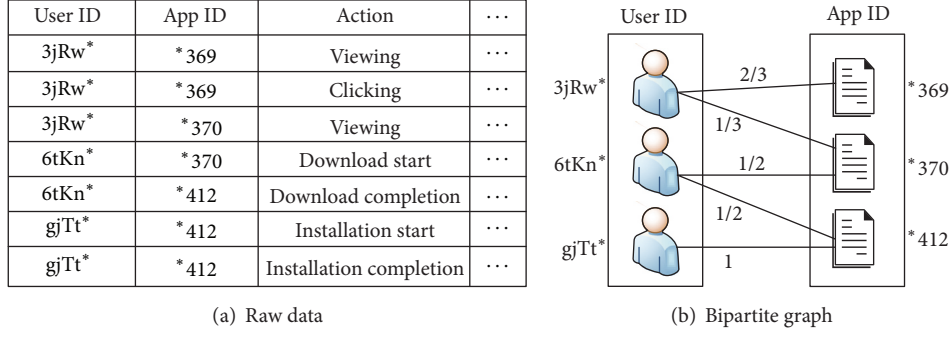 User ID App ID Action ...
3jRw* *369 Viewing ...
3jRw* *369 Clicking ...
3jRw* *370 Viewing ...
6tKn* *370 Download start ...
6tKn* *412 Download completion ...
gjTt* *412 Installation start ...
gjTt* *412 Installation completion ...
(a) Raw data
User ID App ID
3jRw* 2/3 *369
1/3
6tKn* 1/2 *370
1/2
gjTt* 1 *412
(b) Bipartite graph